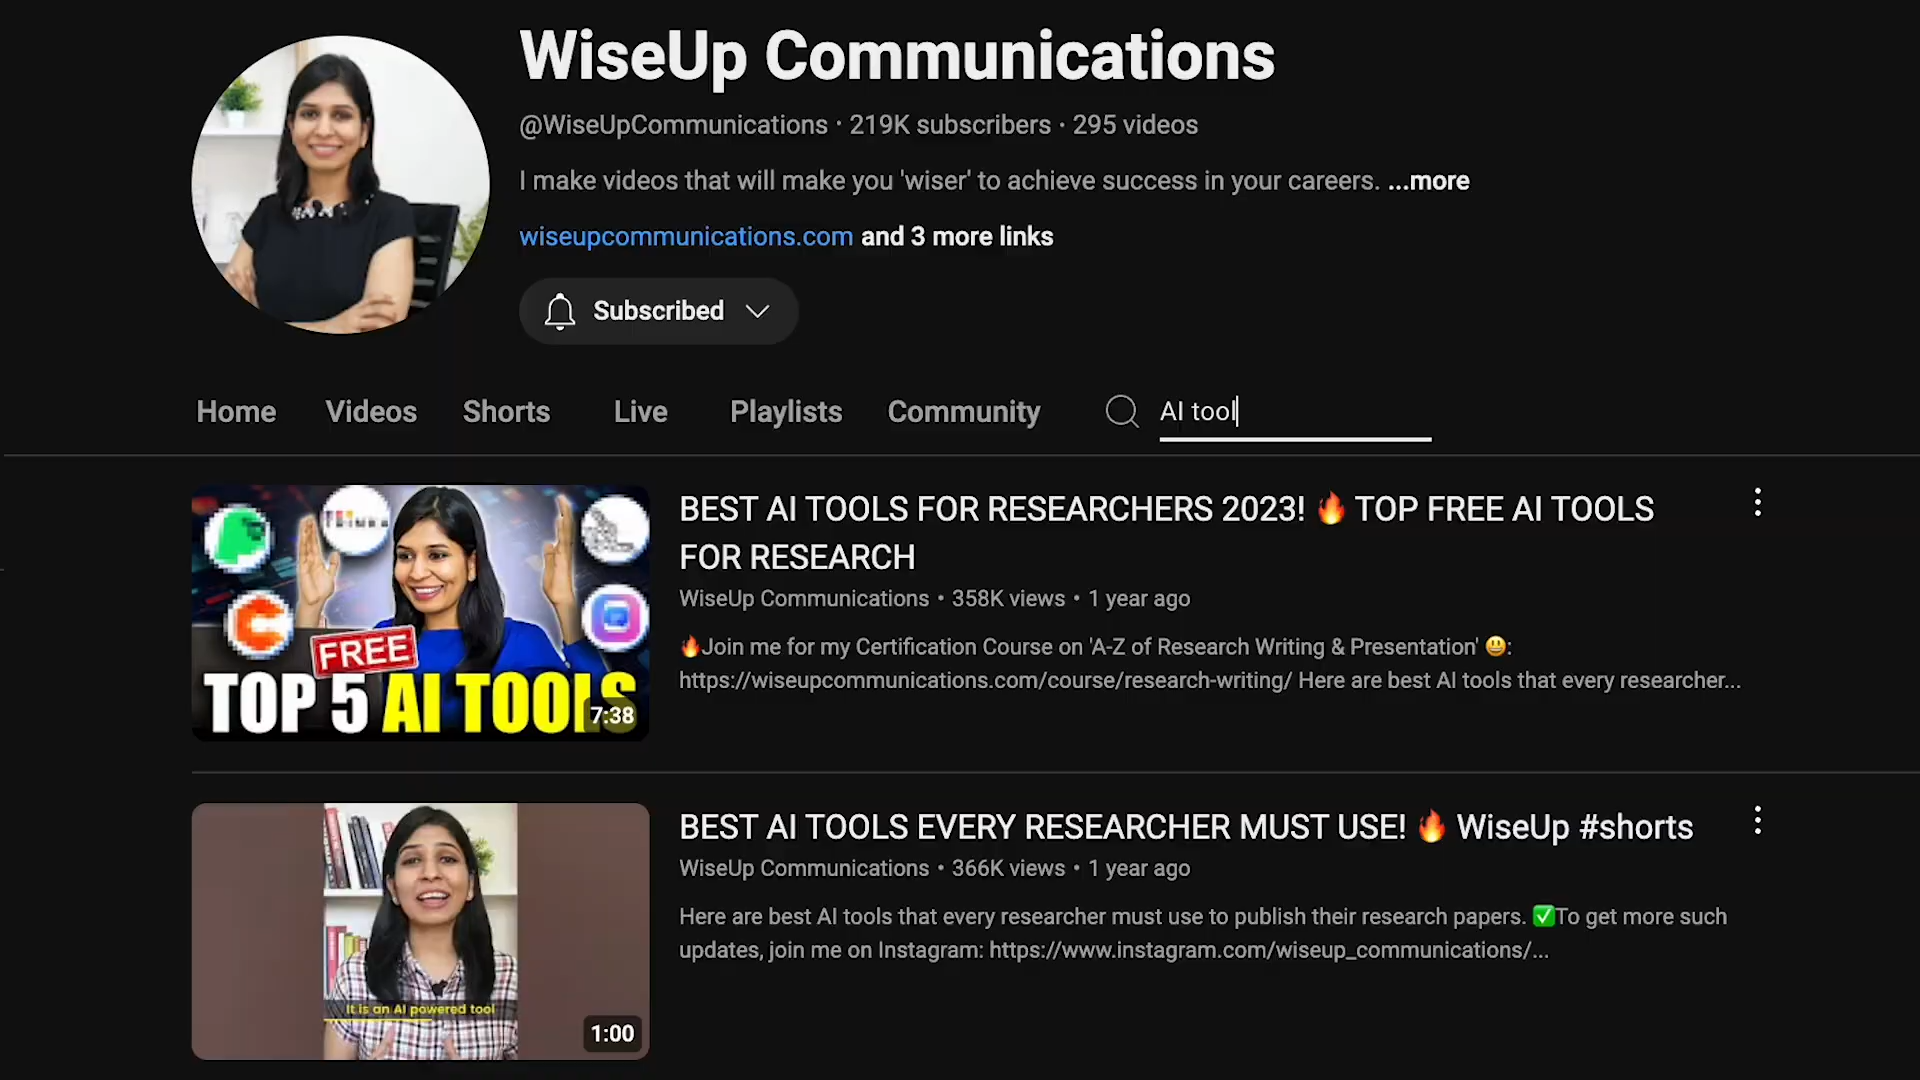 WiseUp Communications
@WiseUpCommunications · 219K subscribers · 295 videos
I make videos that will make you 'wiser' to achieve success in your careers. ...more
wiseupcommunications.com and 3 more links
Subscribed
Home Videos Shorts Live Playlists Community AI tool
FREE
TOP 5 AI TOOLS
7:38
BEST AI TOOLS FOR RESEARCHERS 2023! 🔥 TOP FREE AI TOOLS
FOR RESEARCH
WiseUp Communications • 358K views • 1 year ago
🔥Join me for my Certification Course on 'A-Z of Research Writing & Presentation' 😃:
https://wiseupcommunications.com/course/research-writing/ Here are best AI tools that every researcher...
It is an AI powered tool
1:00
BEST AI TOOLS EVERY RESEARCHER MUST USE! 🔥 WiseUp #shorts
WiseUp Communications • 366K views • 1 year ago
Here are best AI tools that every researcher must use to publish their research papers. ✅To get more such
updates, join me on Instagram: https://www.instagram.com/wiseup_communications/...